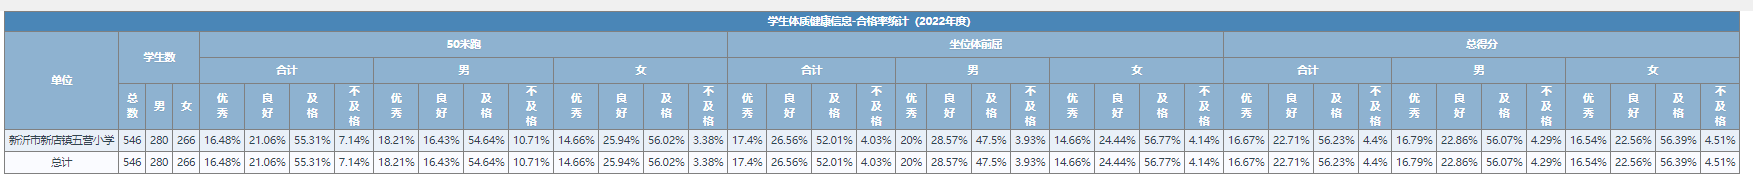 学生体质健康信息-合格率统计（2022年度）
单位 学生数 50米跑 坐位体前屈 总得分
合计 男 女 合计 男 女 合计 男 女
总数 男 女 优秀 良好 及格 不及格 优秀 良好 及格 不及格 优秀 良好 及格 不及格 优秀 良好 及格 不及格 优秀 良好 及格 不及格 优秀 良好 及格 不及格 优秀 良好 及格 不及格 优秀 良好 及格 不及格 优秀 良好 及格 不及格
新沂市新店镇五营小学 546 280 266 16.48% 21.06% 55.31% 7.14% 18.21% 16.43% 54.64% 10.71% 14.66% 25.94% 56.02% 3.38% 17.4% 26.56% 52.01% 4.03% 20% 28.57% 47.5% 3.93% 14.66% 24.44% 56.77% 4.14% 16.67% 22.71% 56.23% 4.4% 16.79% 22.86% 56.07% 4.29% 16.54% 22.56% 56.39% 4.51%
总计 546 280 266 16.48% 21.06% 55.31% 7.14% 18.21% 16.43% 54.64% 10.71% 14.66% 25.94% 56.02% 3.38% 17.4% 26.56% 52.01% 4.03% 20% 28.57% 47.5% 3.93% 14.66% 24.44% 56.77% 4.14% 16.67% 22.71% 56.23% 4.4% 16.79% 22.86% 56.07% 4.29% 16.54% 22.56% 56.39% 4.51%